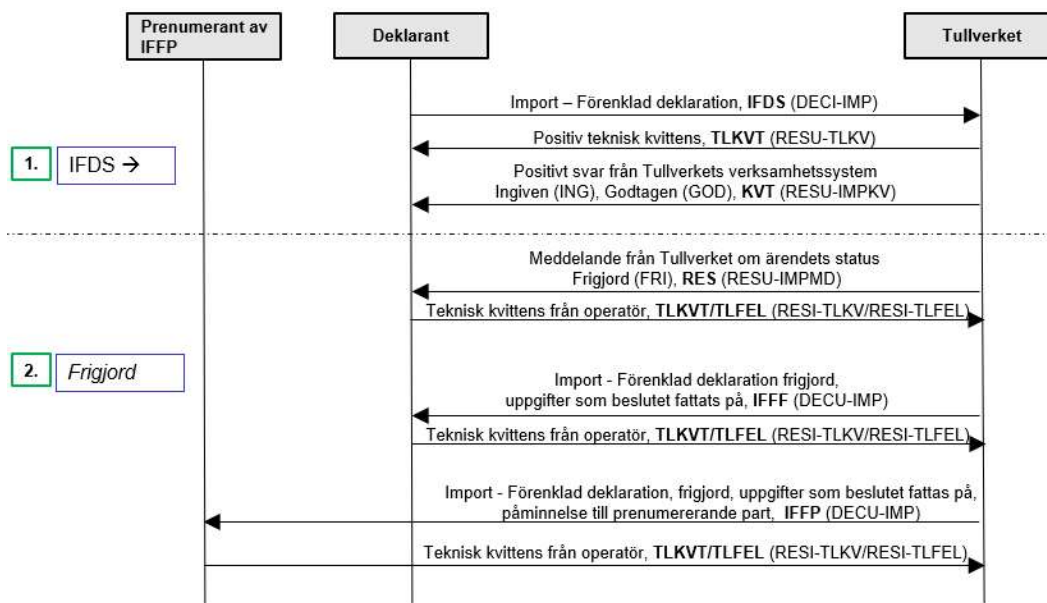 Prenumerant av
IFFP
Deklarant
Tullverket
Import – Förenklad deklaration, IFDS (DECI-IMP)
Positiv teknisk kvittens, TLKVT (RESU-TLKV)
1.
IFDS →
Positivt svar från Tullverkets verksamhetssystem
Ingiven (ING), Godtagen (GOD), KVT (RESU-IMPKV)
Meddelande från Tullverket om ärendets status
Frigjord (FRI), RES (RESU-IMPMD)
Teknisk kvittens från operatör, TLKVT/TLFEL (RESI-TLKV/RESI-TLFEL)
2.
Frigjord
Import - Förenklad deklaration frigjord,
uppgifter som beslutet fattats på, IFFF (DECU-IMP)
Teknisk kvittens från operatör, TLKVT/TLFEL (RESI-TLKV/RESI-TLFEL)
Import - Förenklad deklaration, frigjord, uppgifter som beslutet fattas på,
påminnelse till prenumererande part, IFFP (DECU-IMP)
Teknisk kvittens från operatör, TLKVT/TLFEL (RESI-TLKV/RESI-TLFEL)